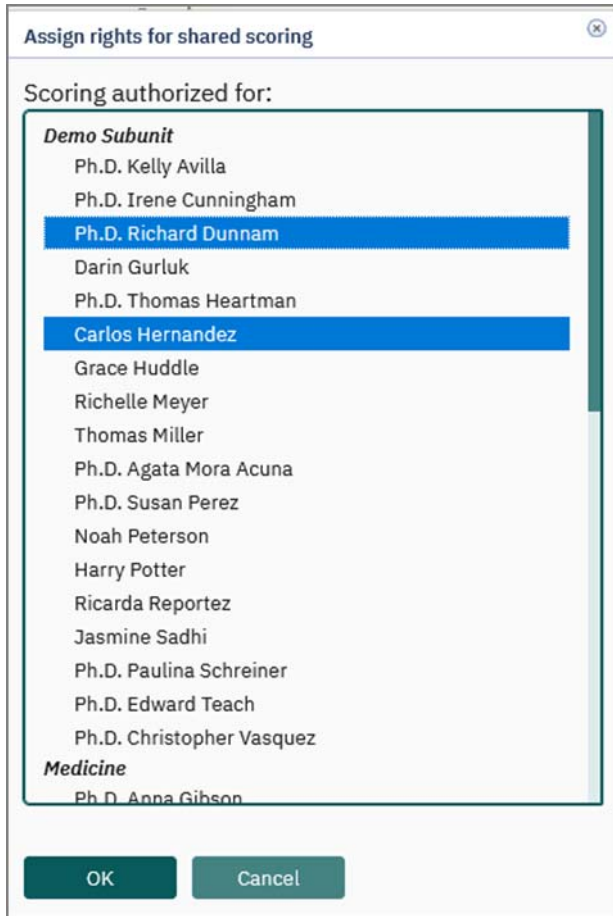 Assign rights for shared scoring
Scoring authorized for:
Demo Subunit
Ph.D. Kelly Avilla
Ph.D. Irene Cunningham
Ph.D. Richard Dunnam
Darin Gurluk
Ph.D. Thomas Heartman
Carlos Hernandez
Grace Huddle
Richelle Meyer
Thomas Miller
Ph.D. Agata Mora Acuna
Ph.D. Susan Perez
Noah Peterson
Harry Potter
Ricarda Reportez
Jasmine Sadhi
Ph.D. Paulina Schreiner
Ph.D. Edward Teach
Ph.D. Christopher Vasquez
Medicine
Ph.D. Anna Gibson
OK Cancel